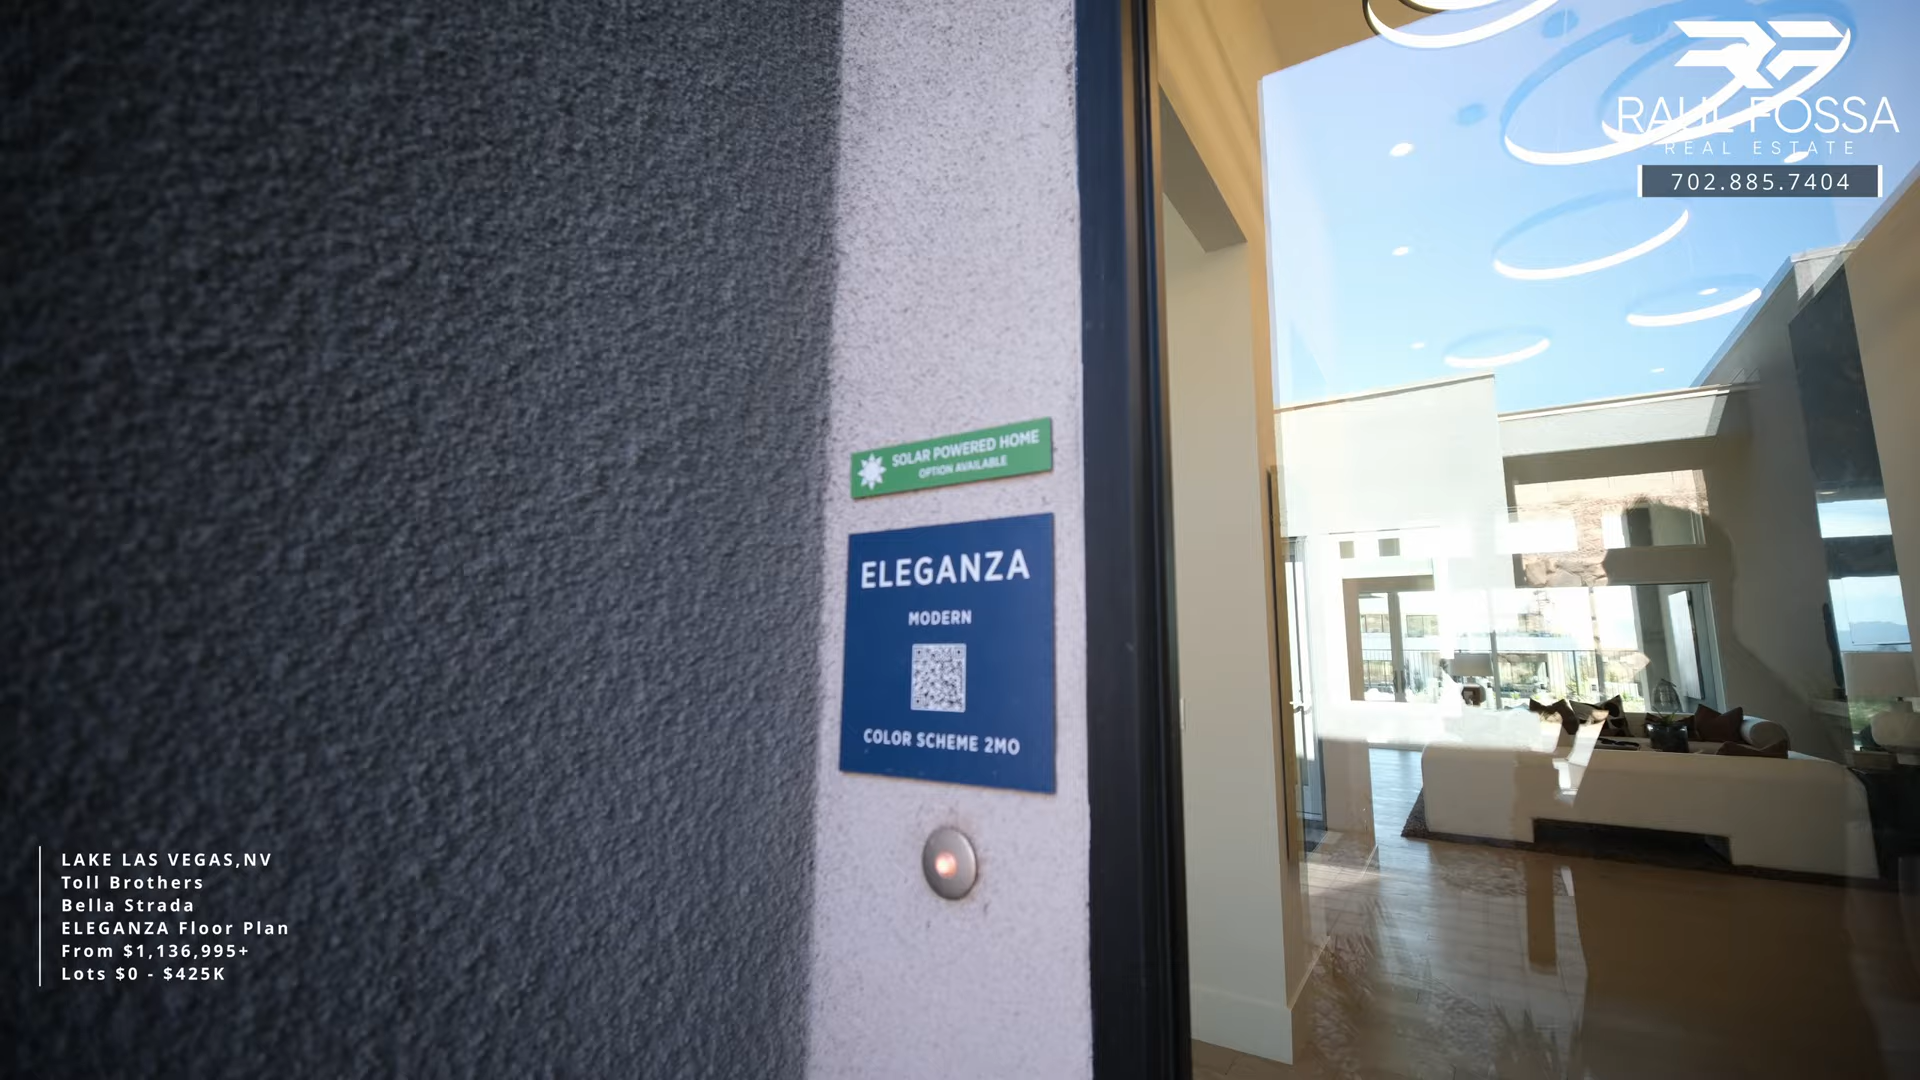 RAUL FOSSA
REAL ESTATE
702.885.7404
SOLAR POWERED HOME
OPTION AVAILABLE
ELEGANZA
MODERN
COLOR SCHEME 2MO
LAKE LAS VEGAS,NV
Toll Brothers
Bella Strada
ELEGANZA Floor Plan
From $1,136,995+
Lots $0 - $425K